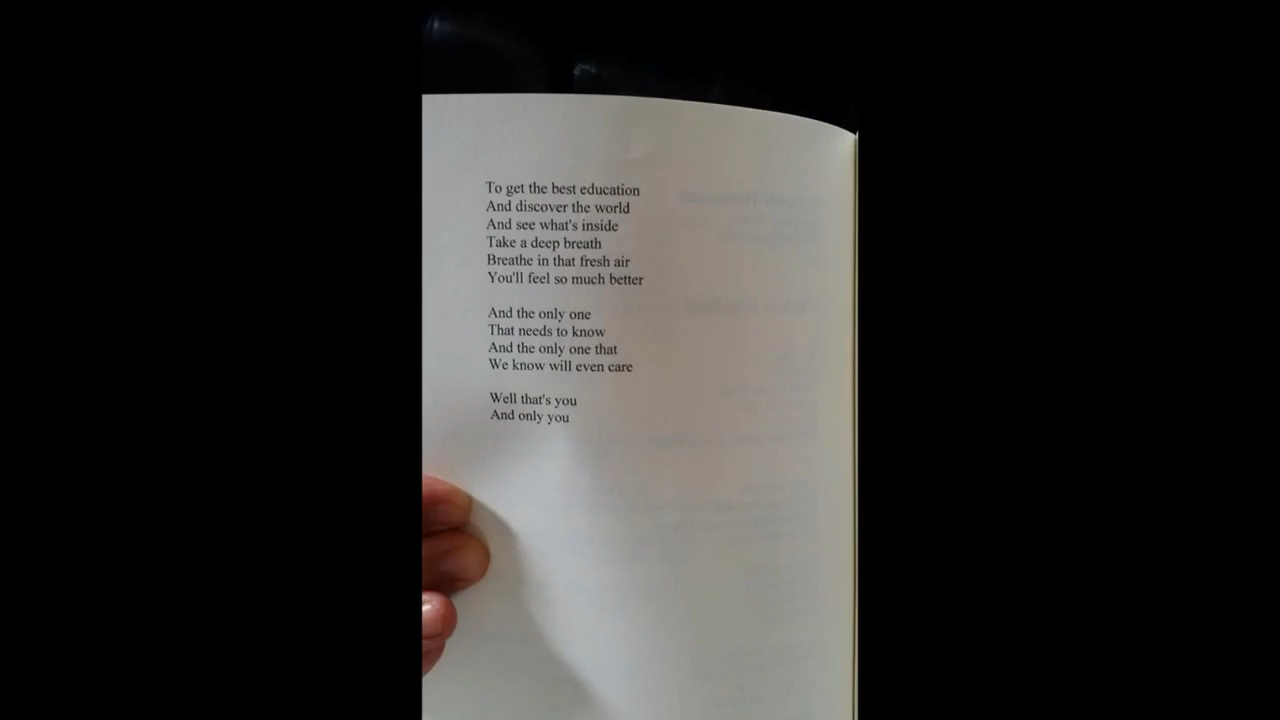 To get the best education
And discover the world
And see what's inside
Take a deep breath
Breathe in that fresh air
You'll feel so much better
And the only one
That needs to know
And the only one that
We know will even care
Well that's you
And only you